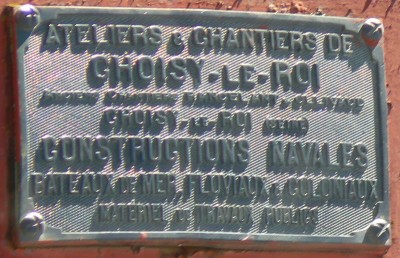 ATELIERS & CHANTIERS DE
CHOISY-LE-ROI
CHOISY-LE-ROI (SEINE)
CONSTRUCTIONS NAVALES
BATEAUX DE MER, FLUVIAUX & COLONIAUX
MATÉRIEL DE TRAVAUX PUBLICS